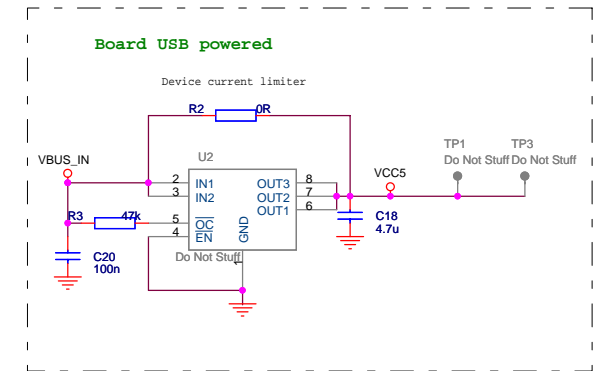 Board USB powered
Device current limiter
R2 0R
U2
TP1 TP3
Do Not Stuff Do Not Stuff
VBUS_IN
VCC5
2 IN1 OUT3 8
3 IN2 OUT2 7
OUT1 6
R3 47k
5 OC
4 EN
GND
1
C18
4.7u
Do Not Stuff
C20
100n